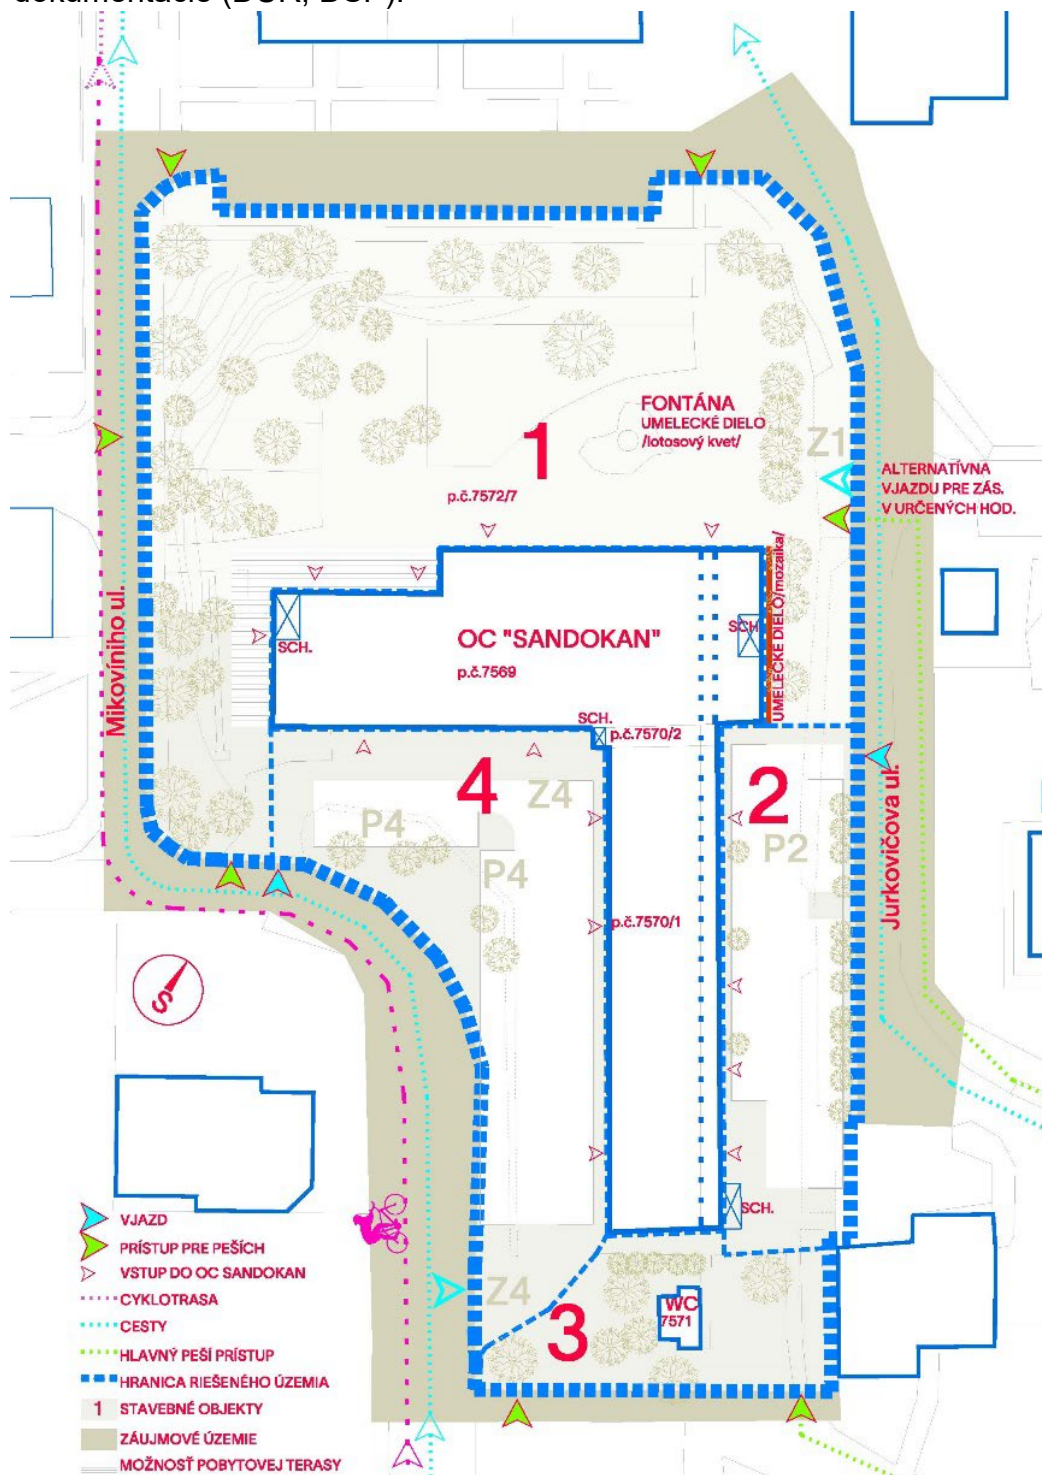 dokumentácie (DÚR, DSP).
FONTÁNA
UMELECKÉ DIELO
/lotosový kvet/
1
Z1
ALTERNATÍVNA
VJAZDU PRE ZÁS.
V URČENÝCH HOD.
p.č.7572/7
Mikovíniho ul.
OC "SANDOKAN"
p.č.7569
SCH.
SCH.
UMELECKÉ DIELO/mozaika/
SCH.
p.č.7570/2
4
Z4
2
P4
P2
P4
Jurkovičova ul.
p.č.7570/1
S
SCH.
Z4
3
WC
7571
VJAZD
PRÍSTUP PRE PEŠÍCH
VSTUP DO OC SANDOKAN
CYKLOTRASA
CESTY
HLAVNÝ PEŠÍ PRÍSTUP
HRANICA RIEŠENÉHO ÚZEMIA
1 STAVEBNÉ OBJEKTY
ZÁUJMOVÉ ÚZEMIE
MOŽNOSŤ POBYTOVEJ TERASY